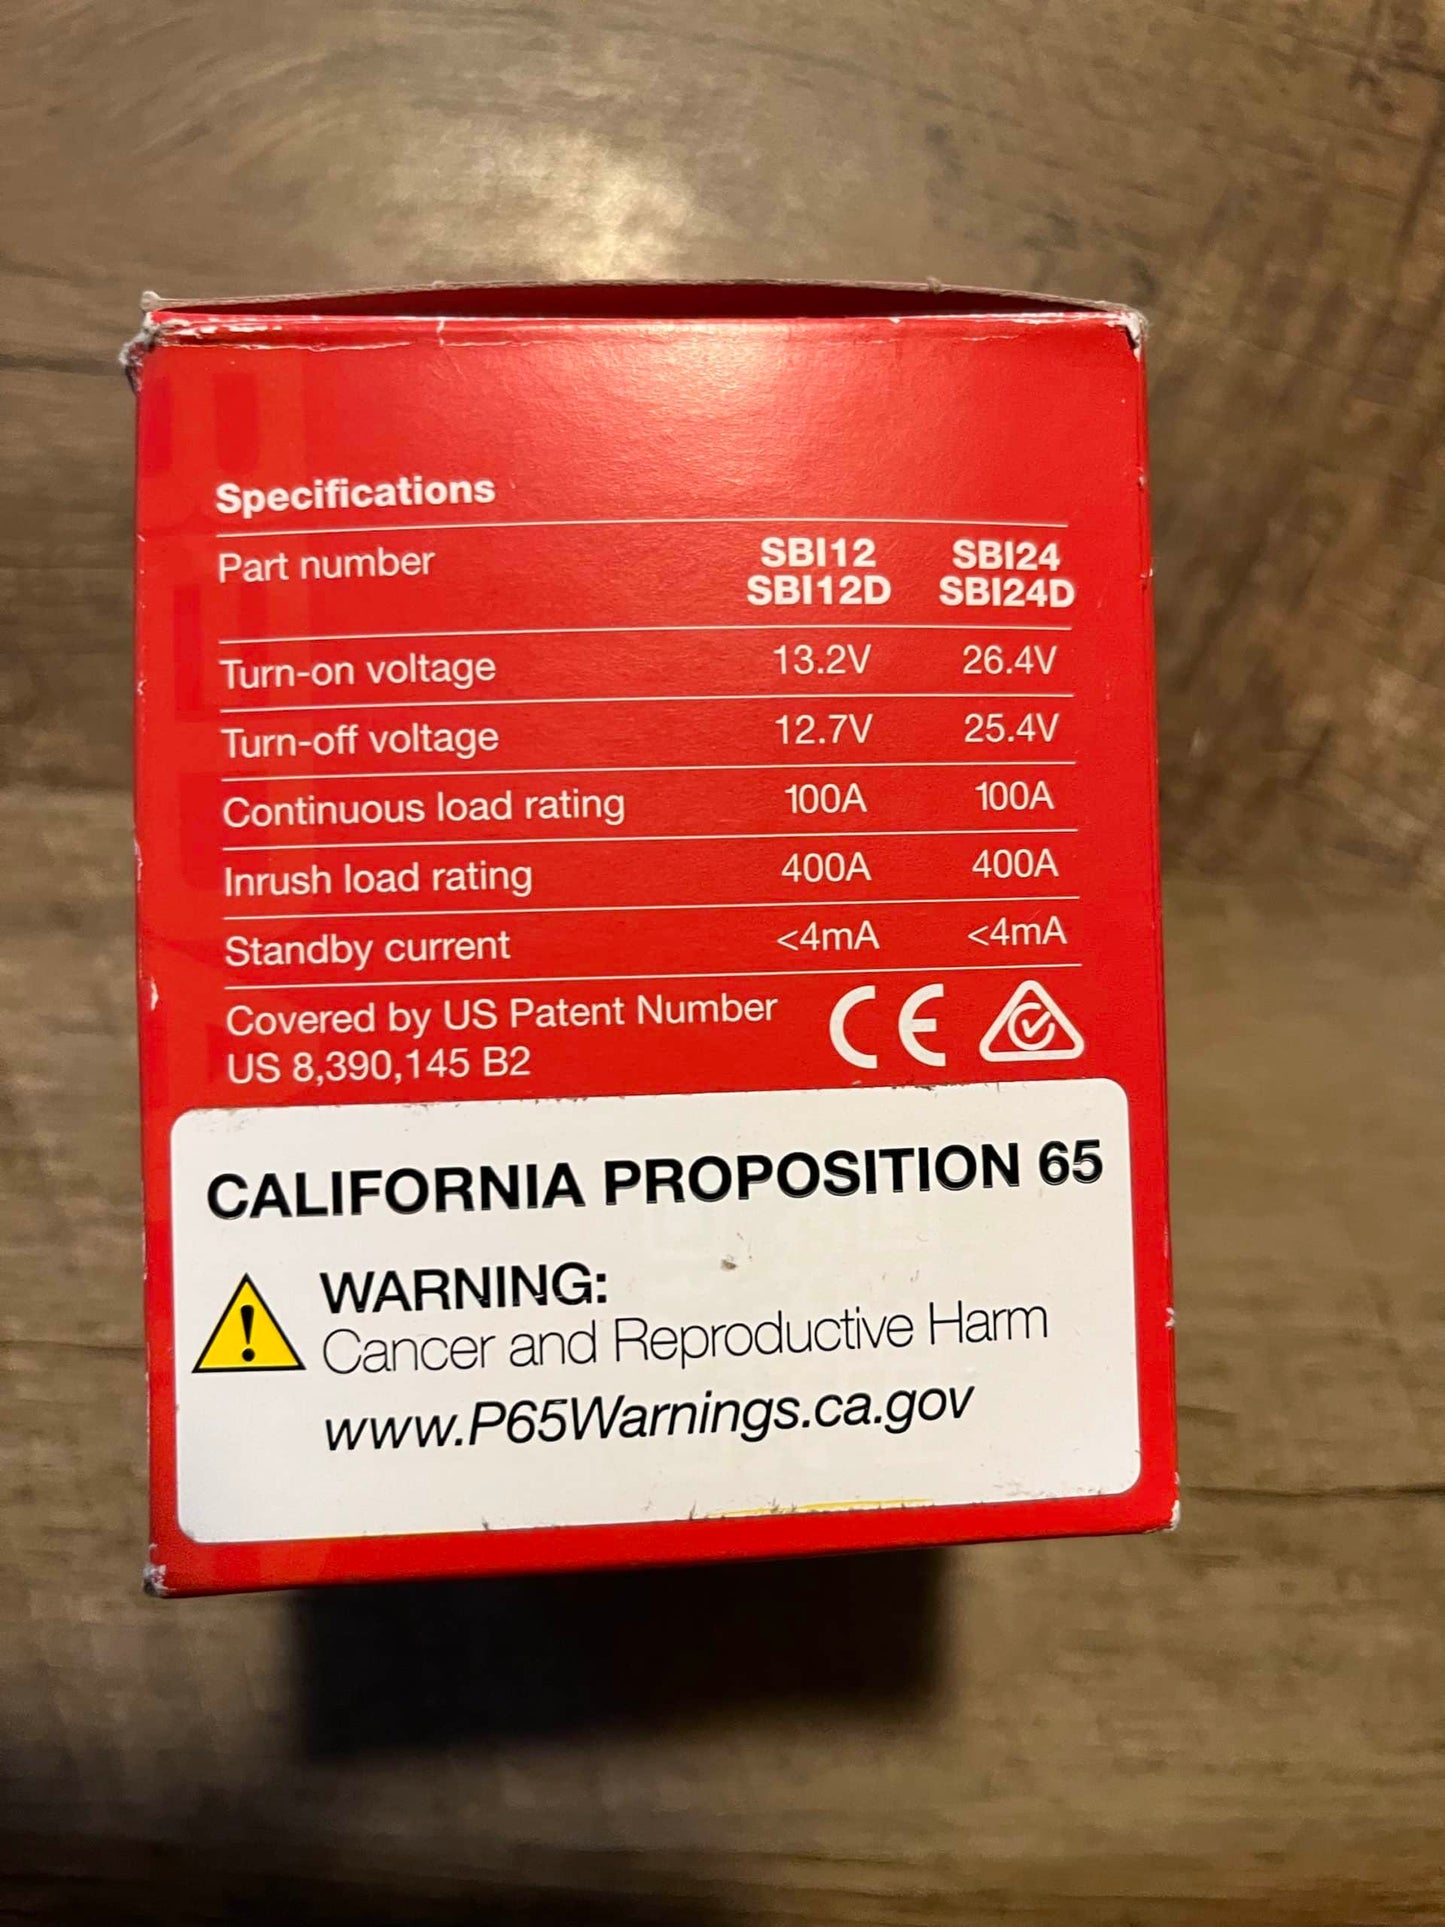 Specifications
Part number SBI12 SBI24
SBI12D SBI24D
Turn-on voltage 13.2V 26.4V
Turn-off voltage 12.7V 25.4V
Continuous load rating 100A 100A
Inrush load rating 400A 400A
Standby current <4mA <4mA
Covered by US Patent Number
US 8,390,145 B2 CE
CALIFORNIA PROPOSITION 65
WARNING:
Cancer and Reproductive Harm
www.P65Warnings.ca.gov